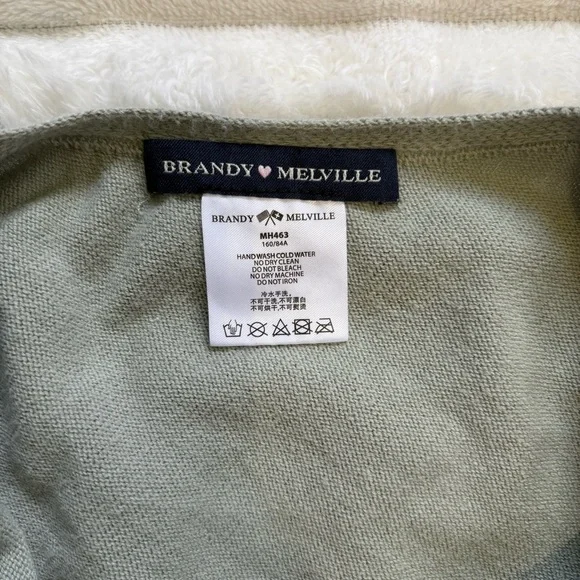 BRANDY MELVILLE
BRANDY MELVILLE
MH463
160/84A
HAND WASH COLD WATER
NO DRY CLEAN
DO NOT BLEACH
NO DRY MACHINE
DO NOT IRON
冷水手洗,
不可干洗,不可漂白
不可烘干,不可熨烫